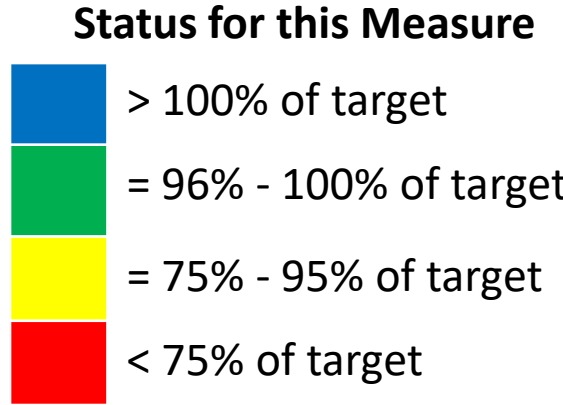 Status for this Measure
> 100% of target
= 96% - 100% of target
= 75% - 95% of target
< 75% of target